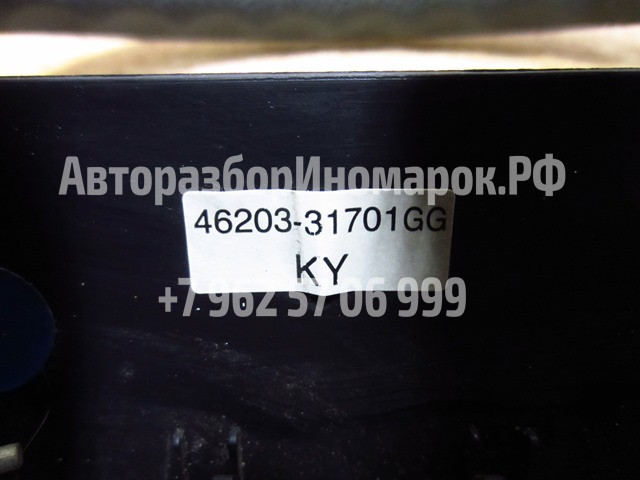 АвторазборИномарок.РФ
46203-31701GG
KY
+7 962 57 06 999